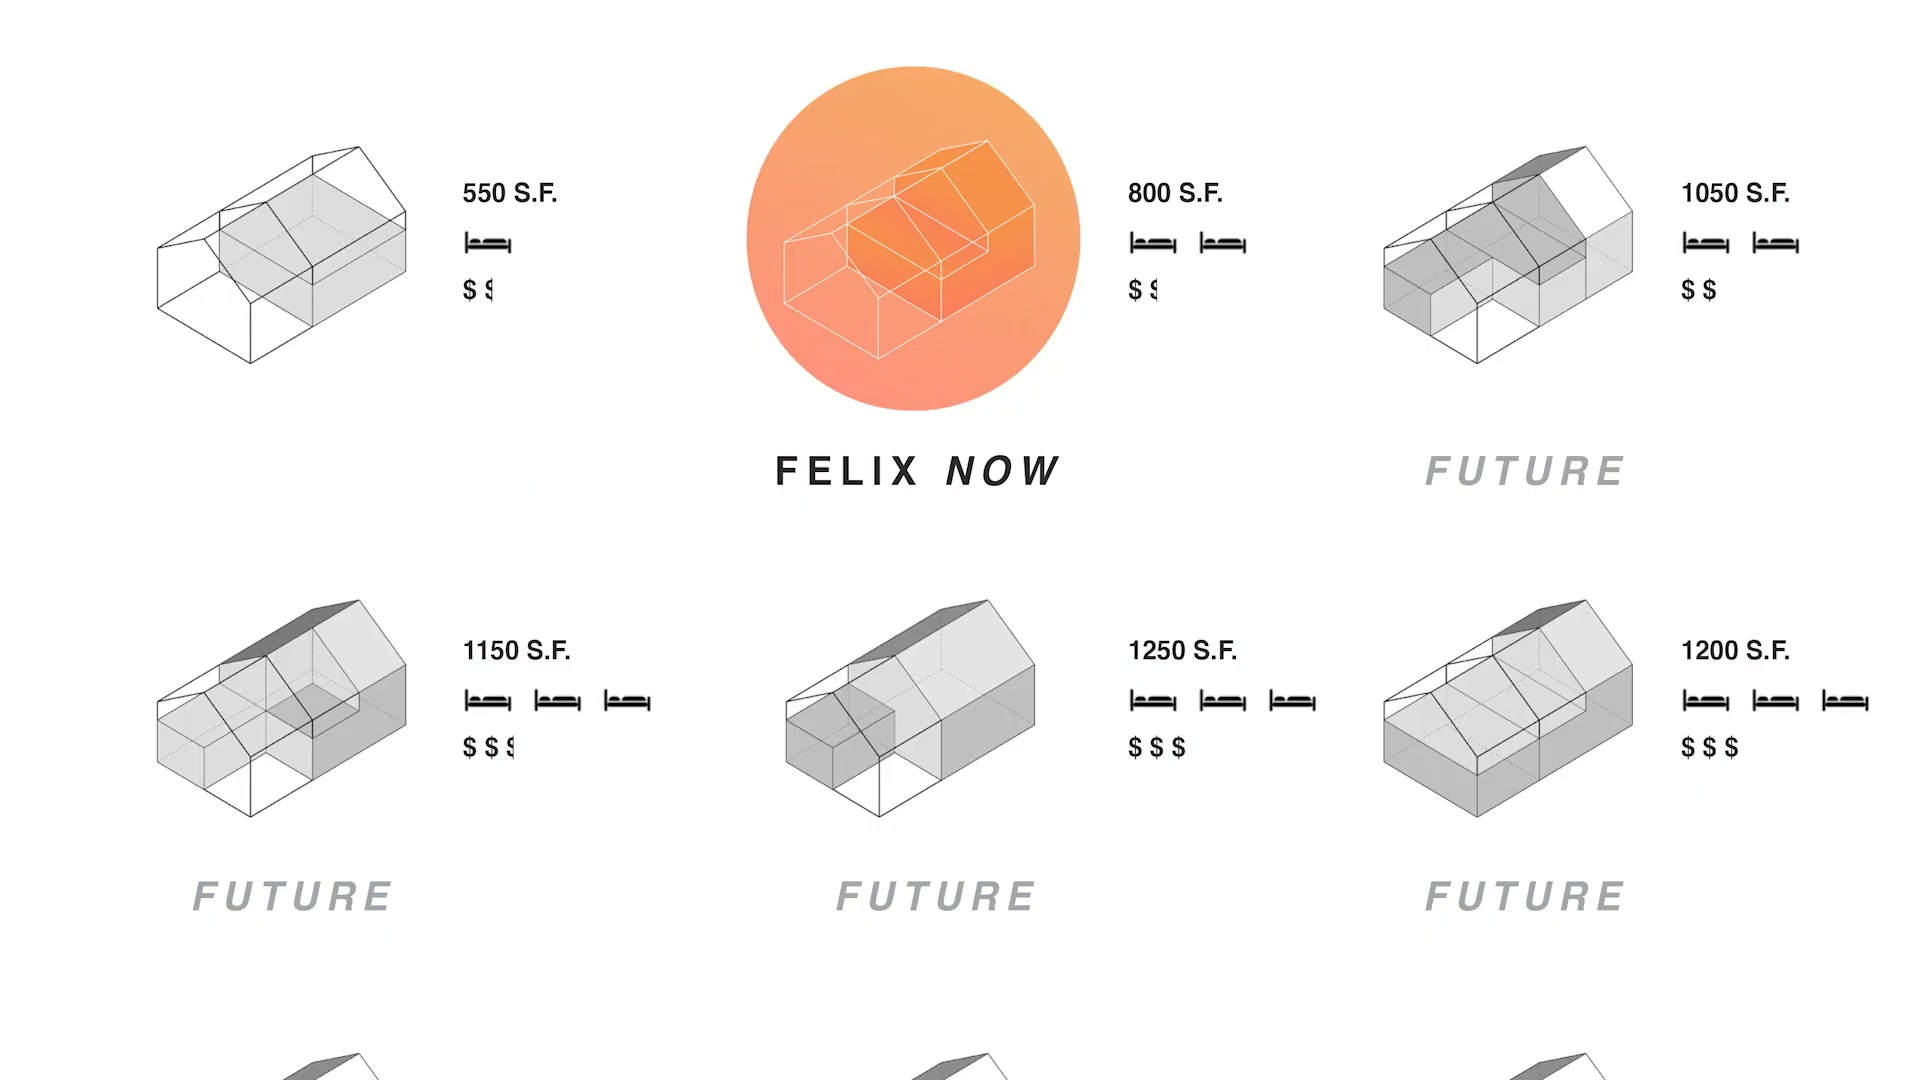 550 S.F.
$ $
800 S.F.
$ $
1050 S.F.
$ $
FELIX NOW
FUTURE
1150 S.F.
$ $ $
1250 S.F.
$ $ $
1200 S.F.
$ $ $
FUTURE
FUTURE
FUTURE